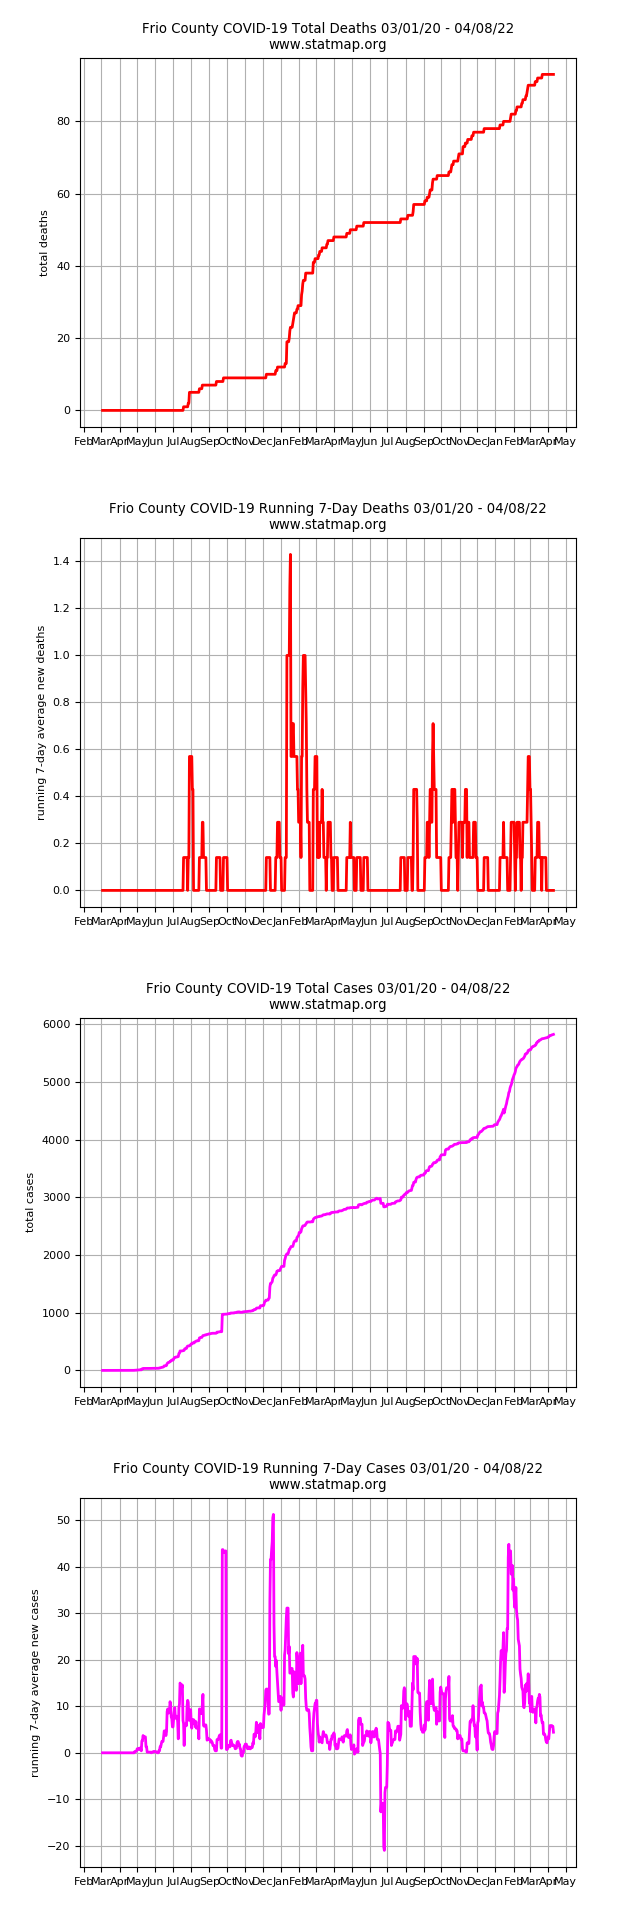 Frio County COVID-19 Total Deaths 03/01/20 - 04/08/22
www.statmap.org
total deaths
80
60
40
20
0
Feb Mar Apr May Jun Jul Aug Sep Oct Nov Dec Jan Feb Mar Apr May Jun Jul Aug Sep Oct Nov Dec Jan Feb Mar Apr May
Frio County COVID-19 Running 7-Day Deaths 03/01/20 - 04/08/22
www.statmap.org
running 7-day average new deaths
1.4
1.2
1.0
0.8
0.6
0.4
0.2
0.0
Feb Mar Apr May Jun Jul Aug Sep Oct Nov Dec Jan Feb Mar Apr May Jun Jul Aug Sep Oct Nov Dec Jan Feb Mar Apr May
Frio County COVID-19 Total Cases 03/01/20 - 04/08/22
www.statmap.org
total cases
6000
5000
4000
3000
2000
1000
0
Feb Mar Apr May Jun Jul Aug Sep Oct Nov Dec Jan Feb Mar Apr May Jun Jul Aug Sep Oct Nov Dec Jan Feb Mar Apr May
Frio County COVID-19 Running 7-Day Cases 03/01/20 - 04/08/22
www.statmap.org
running 7-day average new cases
50
40
30
20
10
0
−10
−20
Feb Mar Apr May Jun Jul Aug Sep Oct Nov Dec Jan Feb Mar Apr May Jun Jul Aug Sep Oct Nov Dec Jan Feb Mar Apr May